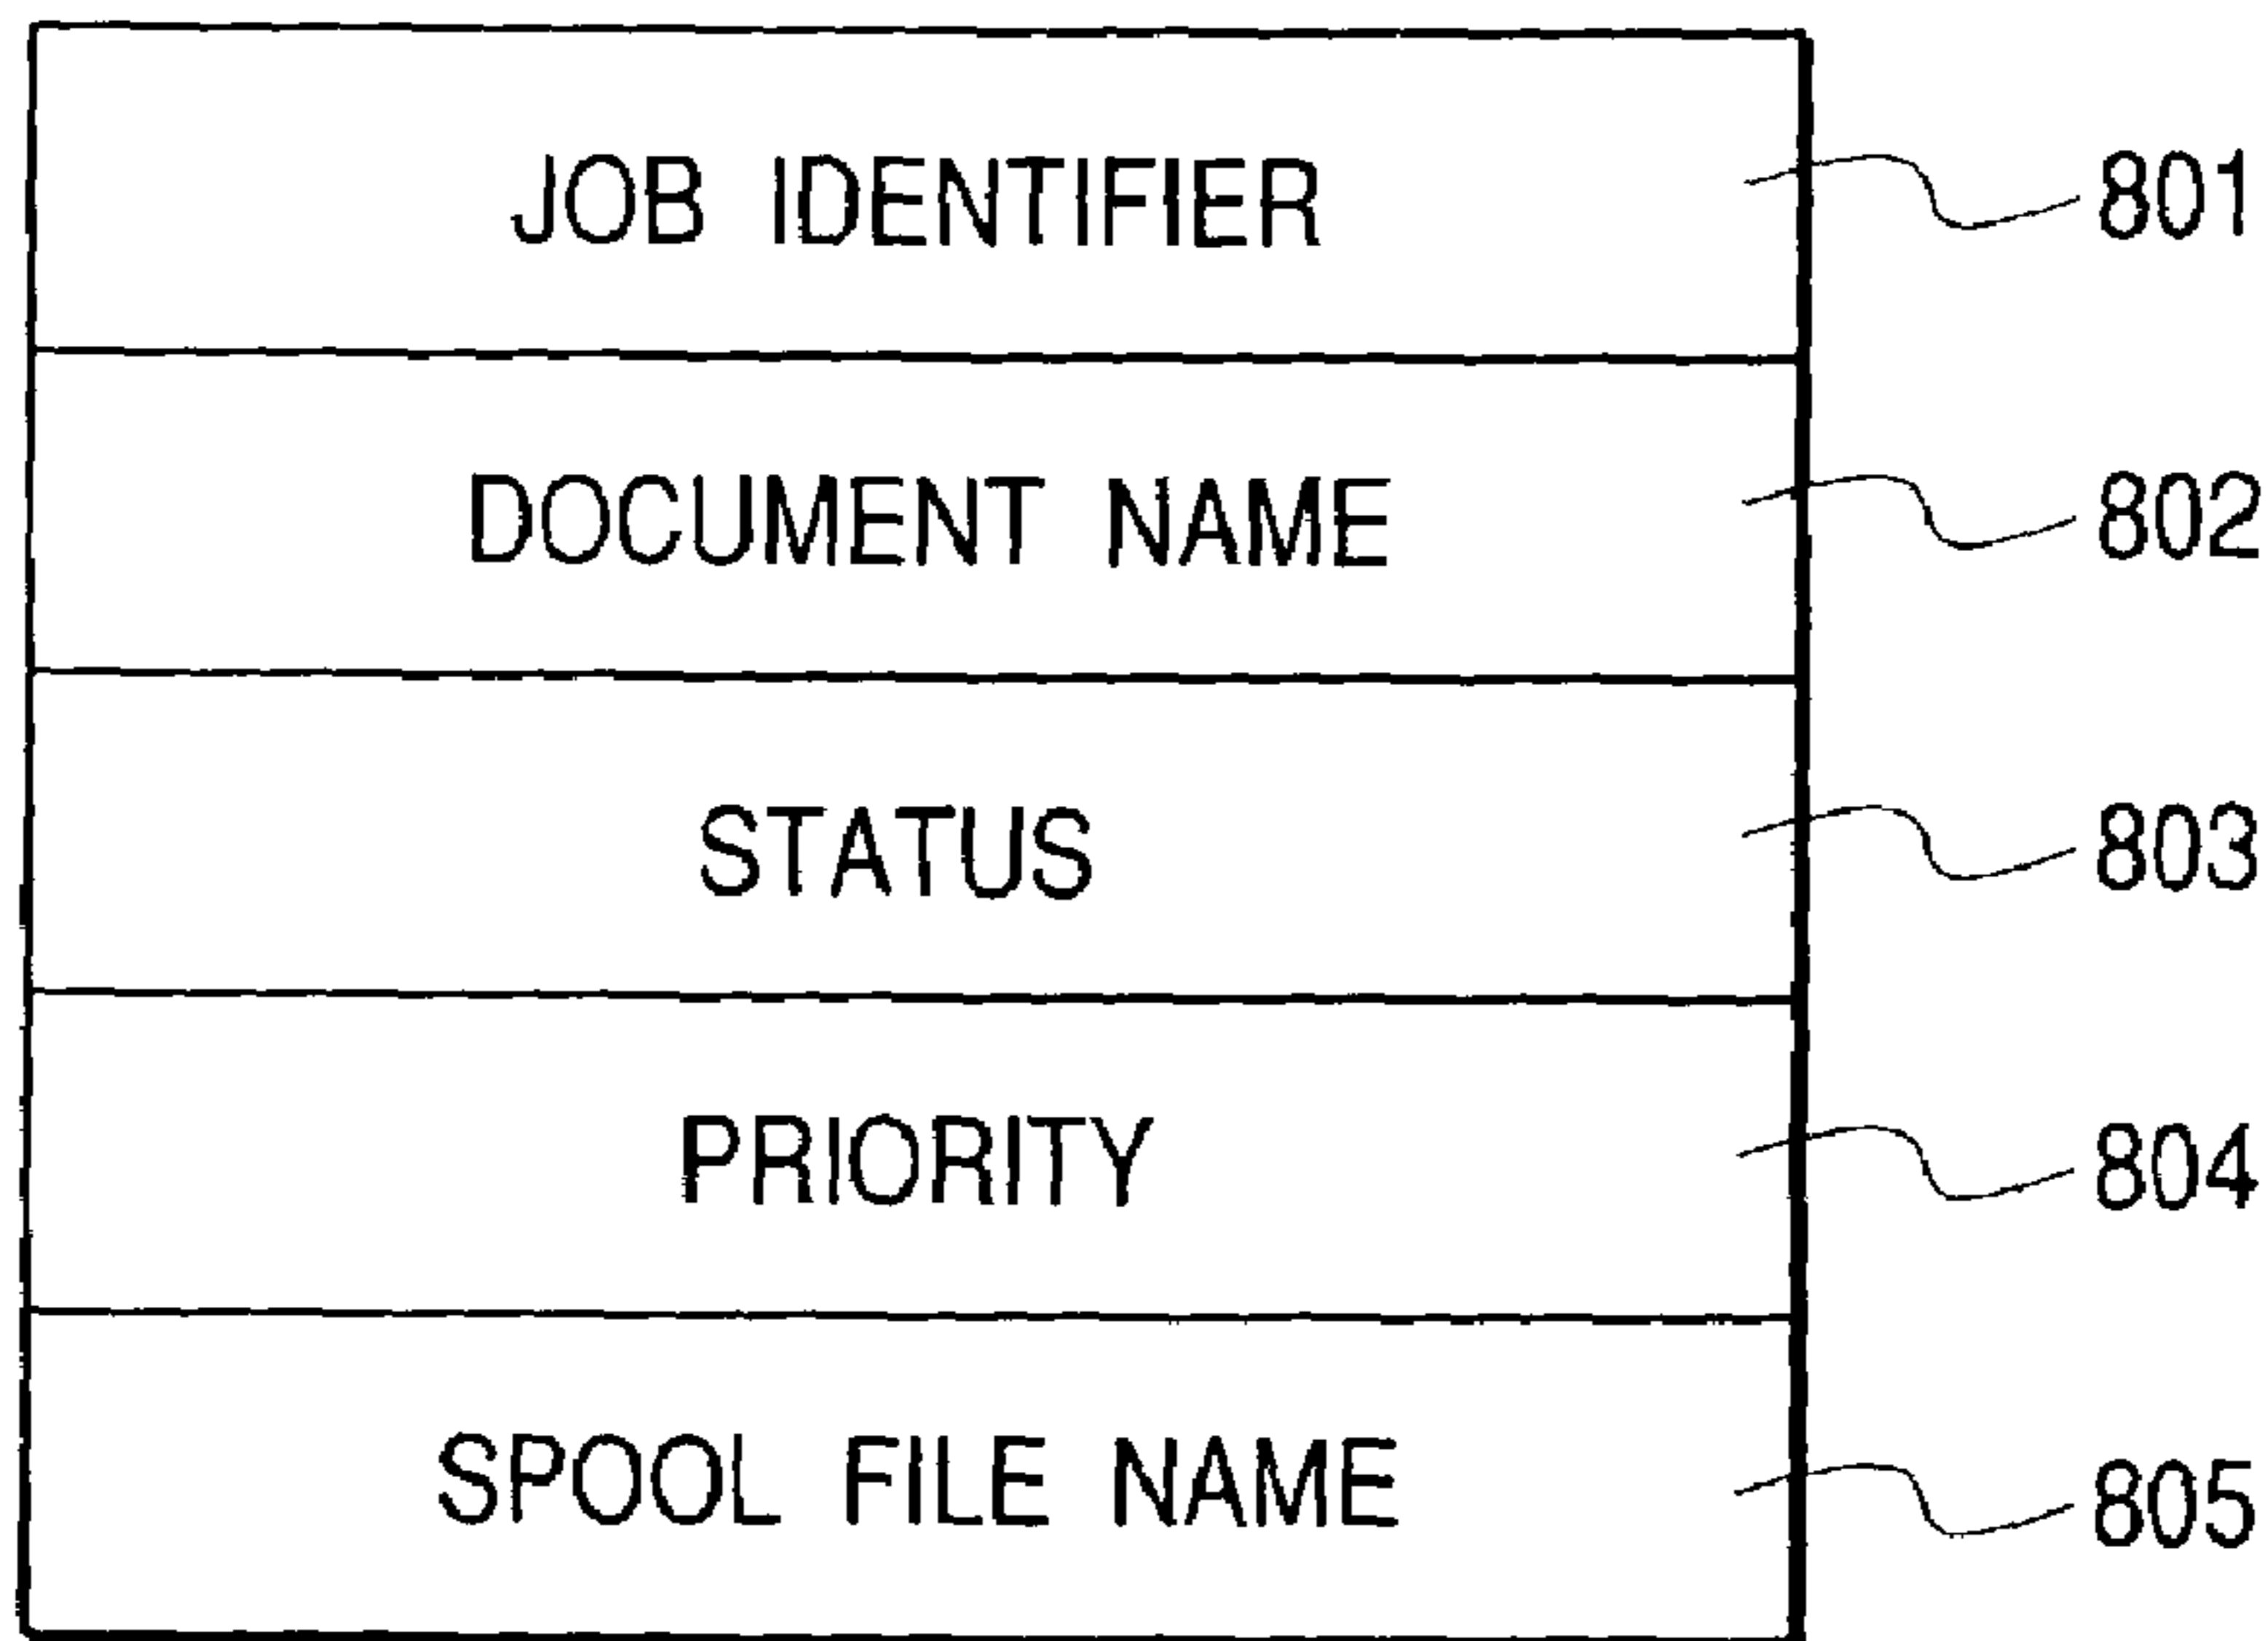 JOB IDENTIFIER 801
DOCUMENT NAME 802
STATUS 803
PRIORITY 804
SPOOL FILE NAME 805